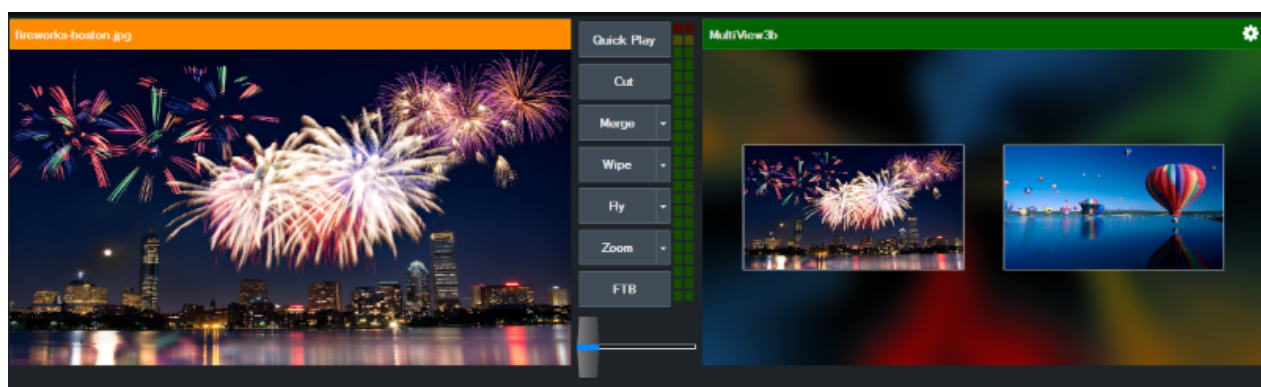 fireworks-boston.jpg
Quick Play
Cut
Merge
Wipe
Fly
Zoom
FTB
MultiView3b